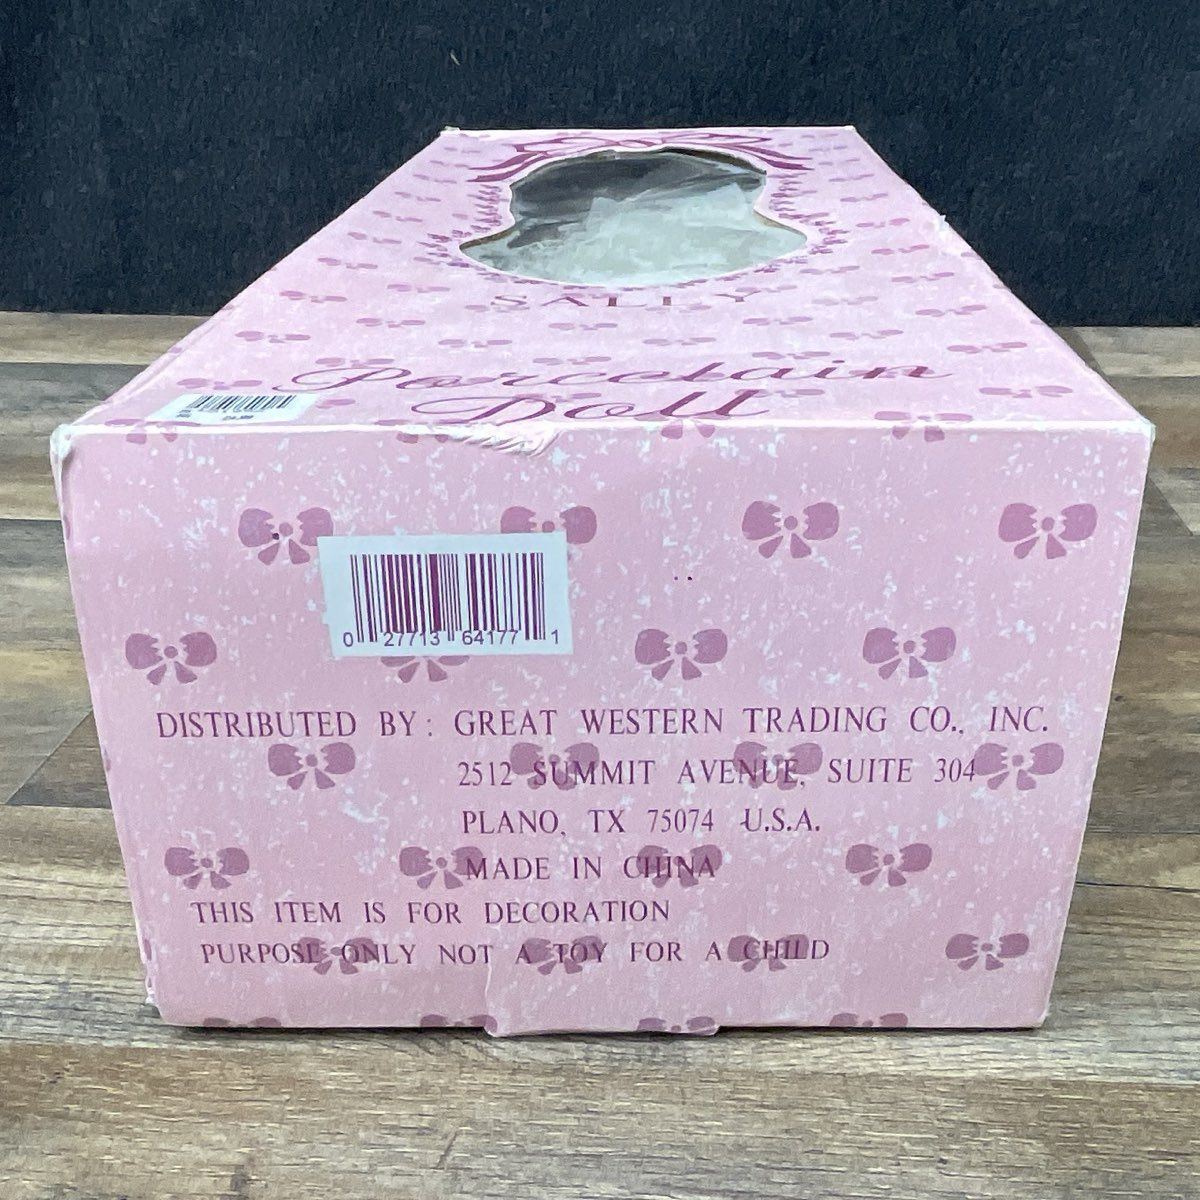 SALLY
Porcelain
Doll
0 27713 64177 1
DISTRIBUTED BY: GREAT WESTERN TRADING CO., INC.
2512 SUMMIT AVENUE, SUITE 304
PLANO, TX 75074 U.S.A.
MADE IN CHINA
THIS ITEM IS FOR DECORATION
PURPOSE ONLY NOT A TOY FOR A CHILD